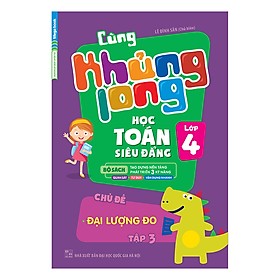 LÊ ĐÌNH SƠN (Chủ biên)
Megabook
Cùng
Khủng
long
HỌC Lớp
TOÁN 4
SIÊU ĐẲNG
BỘ SÁCH
TẠO DỰNG NỀN TẢNG
PHÁT TRIỂN 3 KỸ NĂNG
CHỦ ĐỀ
- ĐẠI LƯỢNG ĐO
TẬP 3
NHÀ XUẤT BẢN ĐẠI HỌC QUỐC GIA HÀ NỘI